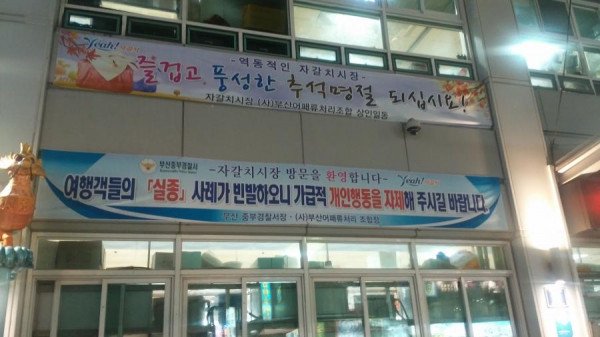 Yeah! 
-역동적인 자갈치시장-
즐겁고, 풍성한 추석명절 되십시요!
자갈치시장 (사)부산어패류처리조합 상인일동
부산중부경찰서
-자갈치시장 방문을 환영합니다-
Yeah!
여행객들의 「실종」 사례가 빈발하오니 가급적 개인행동을 자제해 주시길 바랍니다.
부산 중부경찰서장·(사)부산어패류처리 조합장